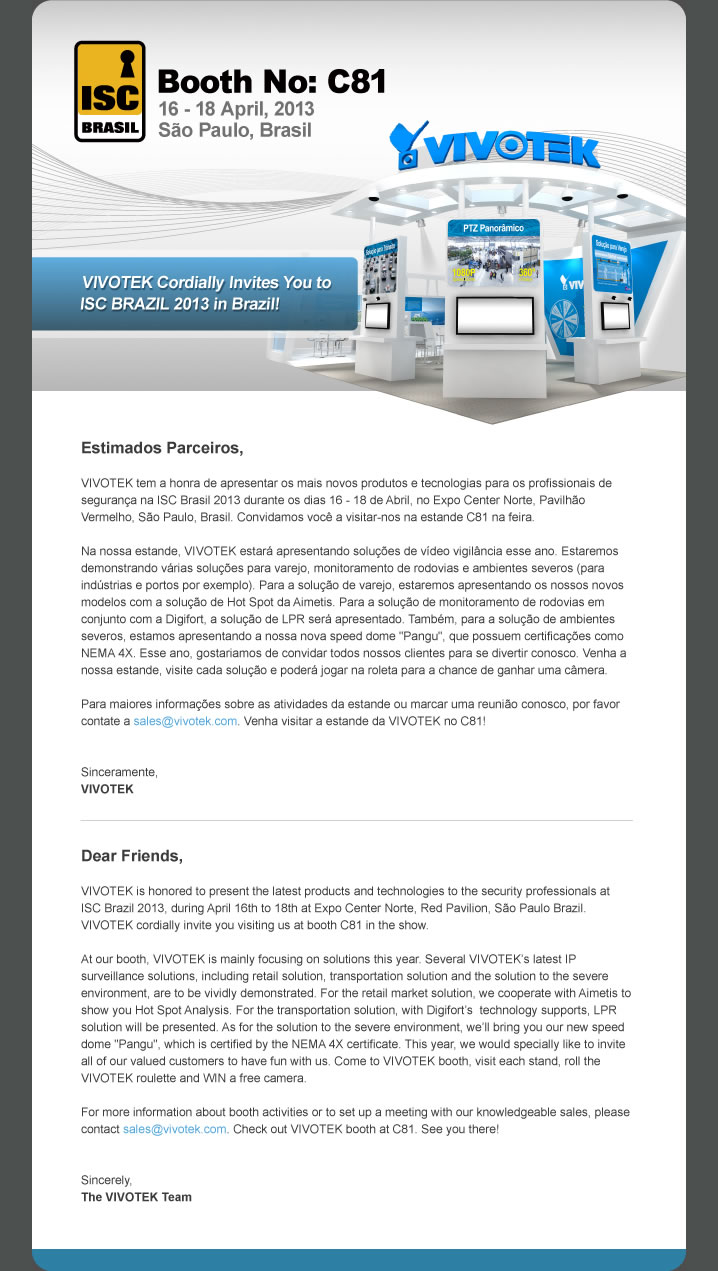 ISC
BRASIL
Booth No: C81
16 - 18 April, 2013
São Paulo, Brasil
VIVOTEK
PTZ Panorâmico
1080P
360°
Solução para Trânsito
Solução para Varejo
VIVOTEK Cordially Invites You to
ISC BRAZIL 2013 in Brazil!
Estimados Parceiros,
VIVOTEK tem a honra de apresentar os mais novos produtos e tecnologias para os profissionais de
segurança na ISC Brasil 2013 durante os dias 16 - 18 de Abril, no Expo Center Norte, Pavilhão
Vermelho, São Paulo, Brasil. Convidamos você a visitar-nos na estande C81 na feira.
Na nossa estande, VIVOTEK estará apresentando soluções de vídeo vigilância esse ano. Estaremos
demonstrando várias soluções para varejo, monitoramento de rodovias e ambientes severos (para
indústrias e portos por exemplo). Para a solução de varejo, estaremos apresentando os nossos novos
modelos com a solução de Hot Spot da Aimetis. Para a solução de monitoramento de rodovias em
conjunto com a Digifort, a solução de LPR será apresentado. Também, para a solução de ambientes
severos, estamos apresentando a nossa nova speed dome "Pangu", que possuem certificações como
NEMA 4X. Esse ano, gostariamos de convidar todos nossos clientes para se divertir conosco. Venha a
nossa estande, visite cada solução e poderá jogar na roleta para a chance de ganhar uma câmera.
Para maiores informações sobre as atividades da estande ou marcar uma reunião conosco, por favor
contate a sales@vivotek.com. Venha visitar a estande da VIVOTEK no C81!
Sinceramente,
VIVOTEK
Dear Friends,
VIVOTEK is honored to present the latest products and technologies to the security professionals at
ISC Brazil 2013, during April 16th to 18th at Expo Center Norte, Red Pavilion, São Paulo Brazil.
VIVOTEK cordially invite you visiting us at booth C81 in the show.
At our booth, VIVOTEK is mainly focusing on solutions this year. Several VIVOTEK's latest IP
surveillance solutions, including retail solution, transportation solution and the solution to the severe
environment, are to be vividly demonstrated. For the retail market solution, we cooperate with Aimetis to
show you Hot Spot Analysis. For the transportation solution, with Digifort's technology supports, LPR
solution will be presented. As for the solution to the severe environment, we'll bring you our new speed
dome "Pangu", which is certified by the NEMA 4X certificate. This year, we would specially like to invite
all of our valued customers to have fun with us. Come to VIVOTEK booth, visit each stand, roll the
VIVOTEK roulette and WIN a free camera.
For more information about booth activities or to set up a meeting with our knowledgeable sales, please
contact sales@vivotek.com. Check out VIVOTEK booth at C81. See you there!
Sincerely,
The VIVOTEK Team